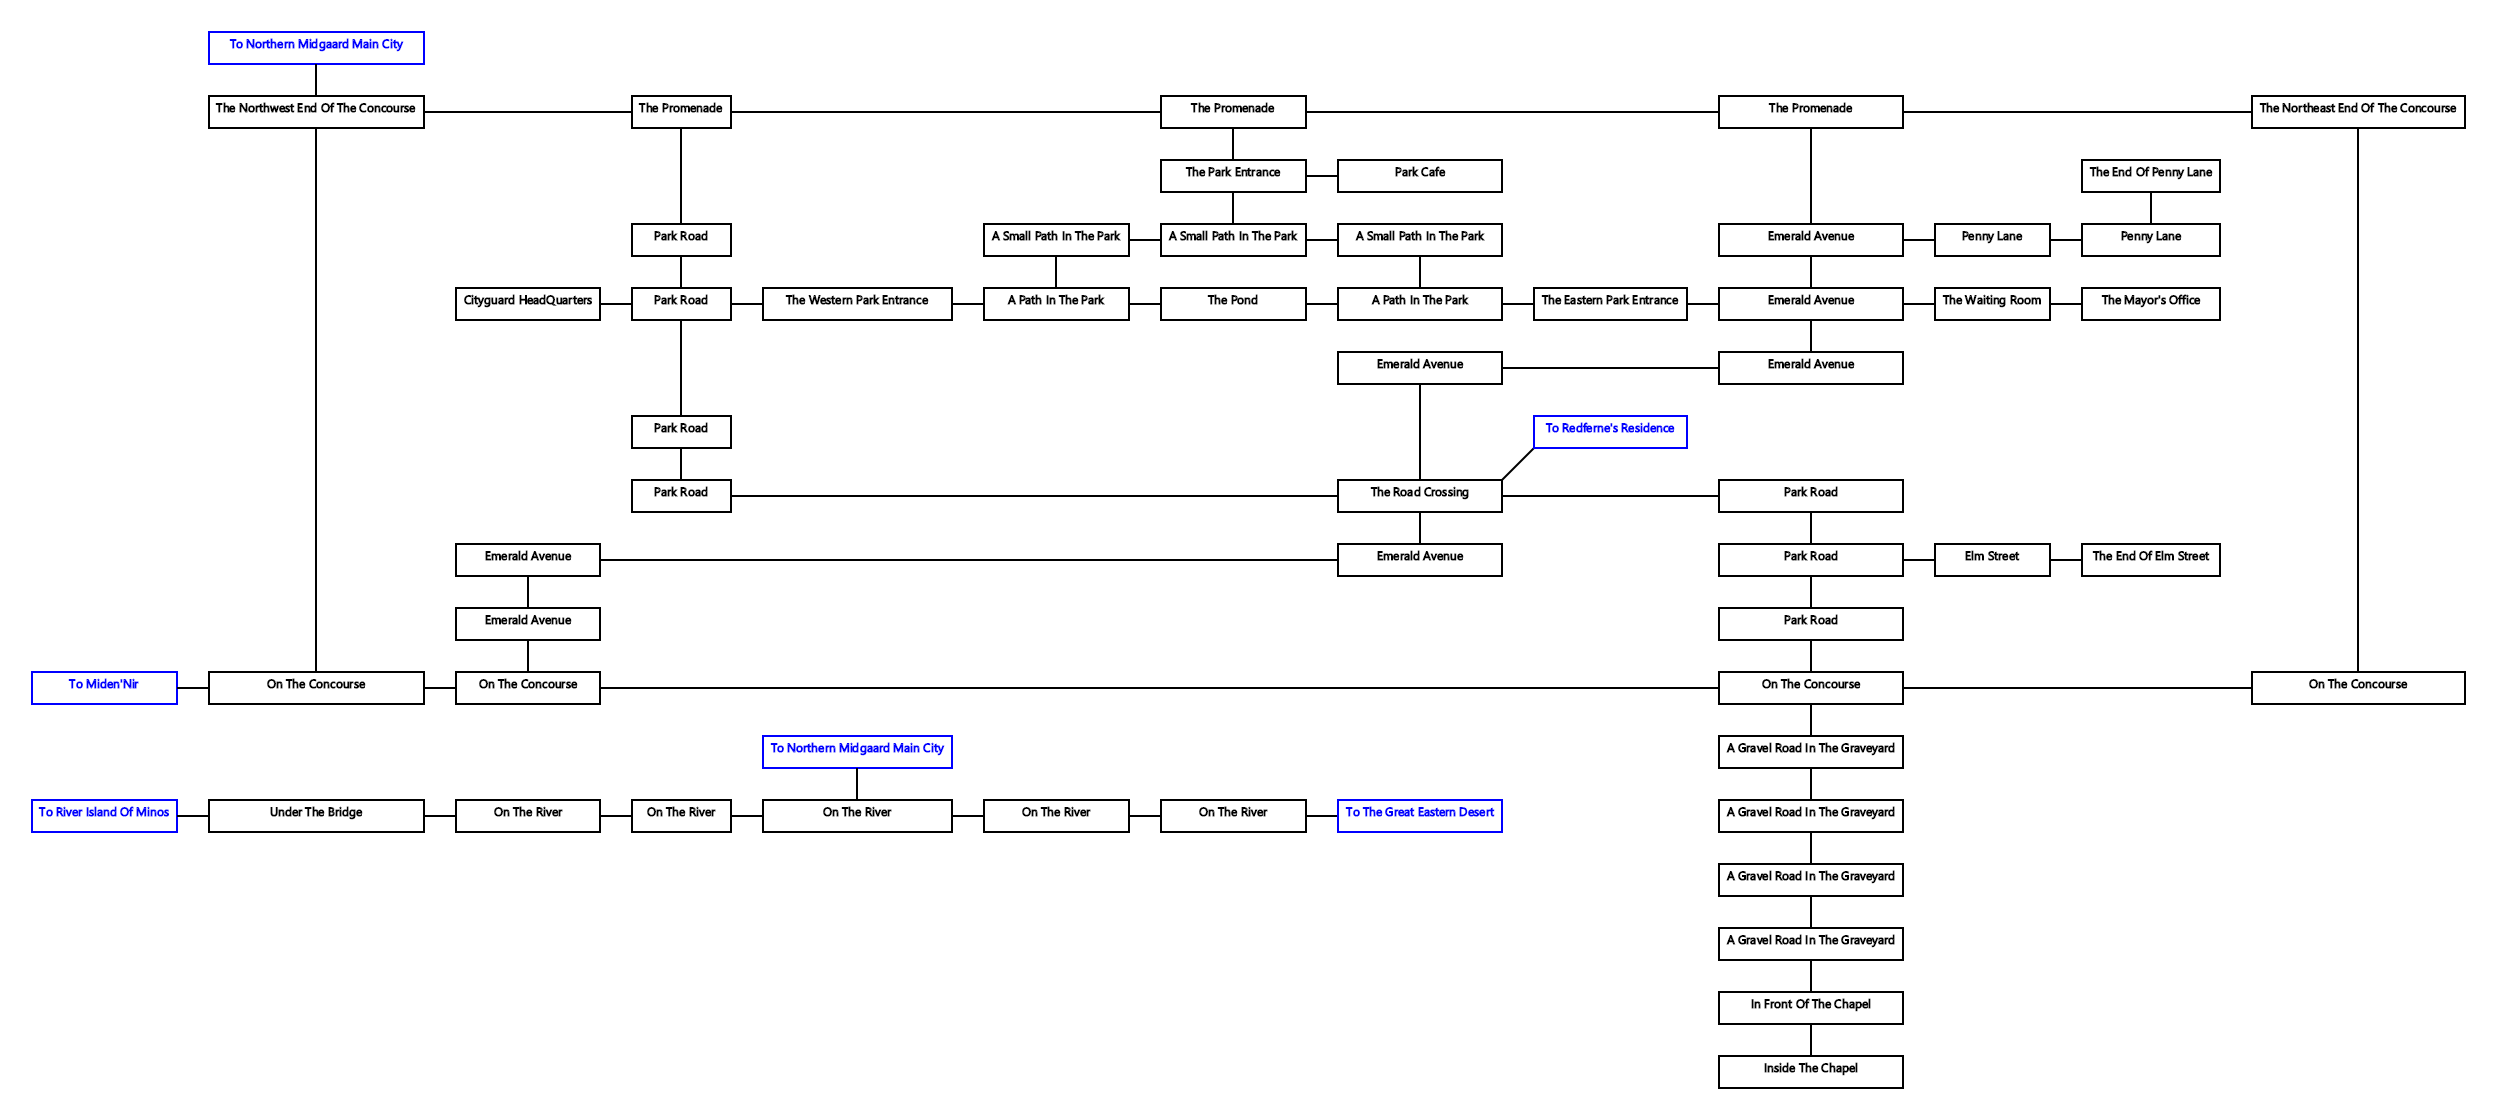 To Northern Midgaard Main City
The Northwest End Of The Concourse
The Promenade
The Promenade
The Promenade
The Northeast End Of The Concourse
The Park Entrance
Park Cafe
The End Of Penny Lane
Park Road
A Small Path In The Park
A Small Path In The Park
A Small Path In The Park
Emerald Avenue
Penny Lane
Penny Lane
Cityguard HeadQuarters
Park Road
The Western Park Entrance
A Path In The Park
The Pond
A Path In The Park
The Eastern Park Entrance
Emerald Avenue
The Waiting Room
The Mayor's Office
Emerald Avenue
Emerald Avenue
Park Road
To Redferne's Residence
Park Road
The Road Crossing
Park Road
Emerald Avenue
Emerald Avenue
Park Road
Elm Street
The End Of Elm Street
Emerald Avenue
Park Road
To Miden'Nir
On The Concourse
On The Concourse
On The Concourse
On The Concourse
To Northern Midgaard Main City
A Gravel Road In The Graveyard
To River Island Of Minos
Under The Bridge
On The River
On The River
On The River
On The River
On The River
To The Great Eastern Desert
A Gravel Road In The Graveyard
A Gravel Road In The Graveyard
A Gravel Road In The Graveyard
In Front Of The Chapel
Inside The Chapel